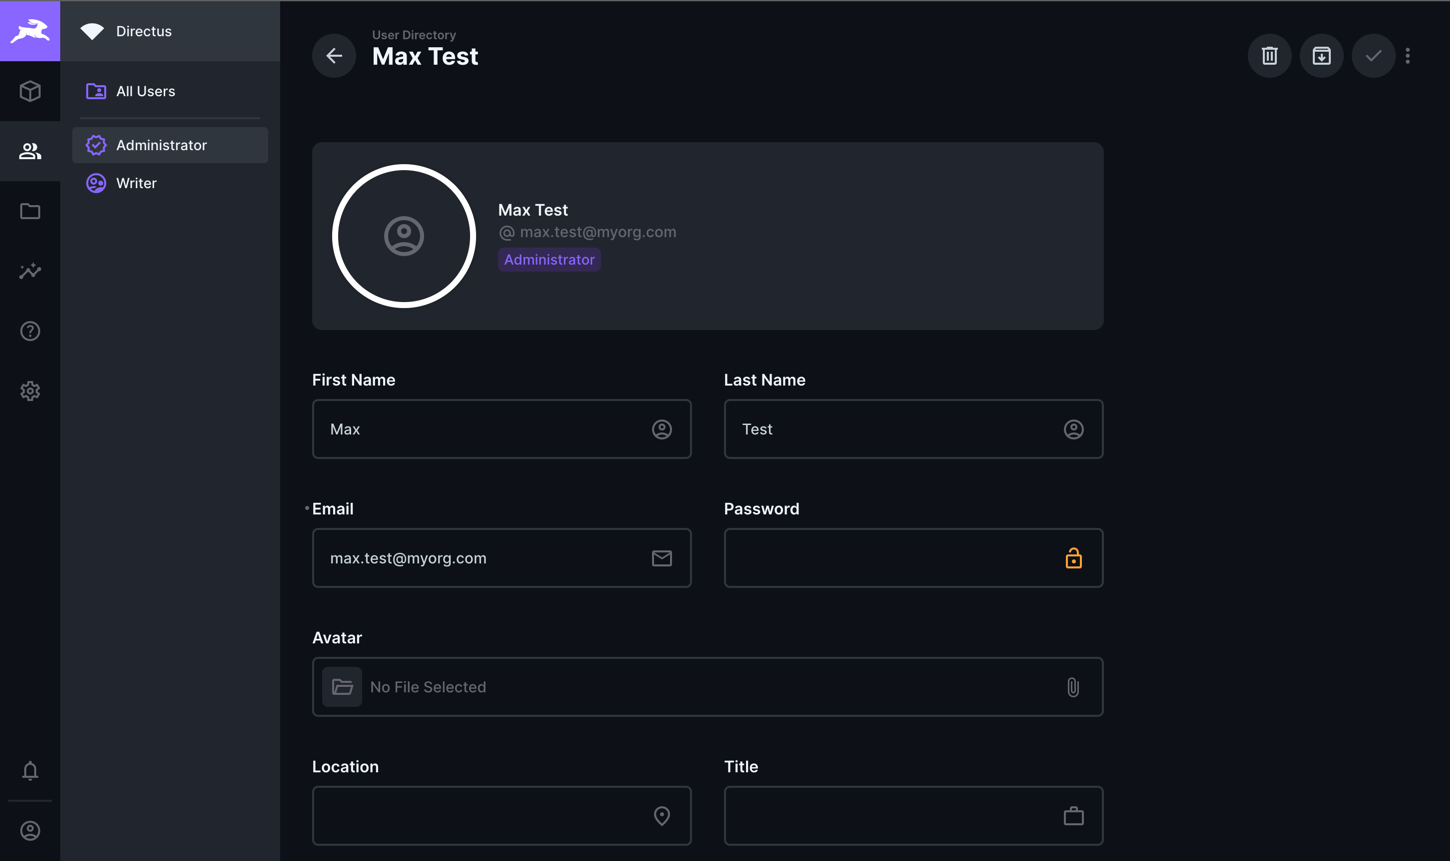 Directus
All Users
Administrator
Writer
User Directory
Max Test
Max Test
@ max.test@myorg.com
Administrator
First Name
Last Name
Max
Test
Email
Password
max.test@myorg.com
Avatar
No File Selected
Location
Title